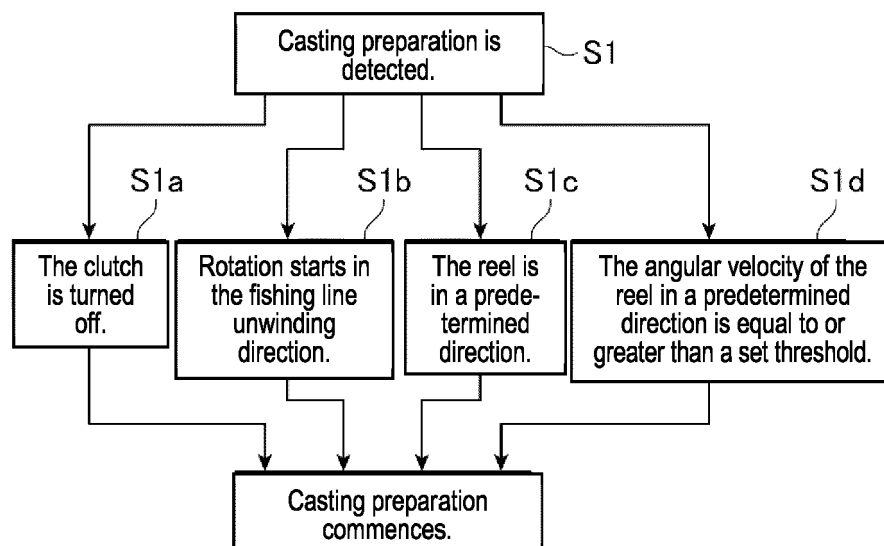 Casting preparation is
detected.
S1
S1a
S1b
S1c
S1d
The clutch
is turned
off.
Rotation starts in
the fishing line
unwinding
direction.
The reel is
in a prede-
termined
direction.
The angular velocity of the
reel in a predetermined
direction is equal to or
greater than a set threshold.
Casting preparation
commences.